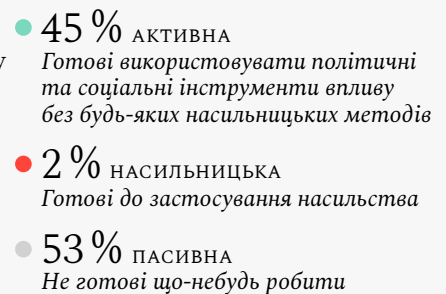 45 % АКТИВНА
у
Готові використовувати політичні
та соціальні інструменти впливу
без будь-яких насильницьких методів
2 % НАСИЛЬНИЦЬКА
Готові до застосування насильства
53 % ПАСИВНА
Не готові що-небудь робити